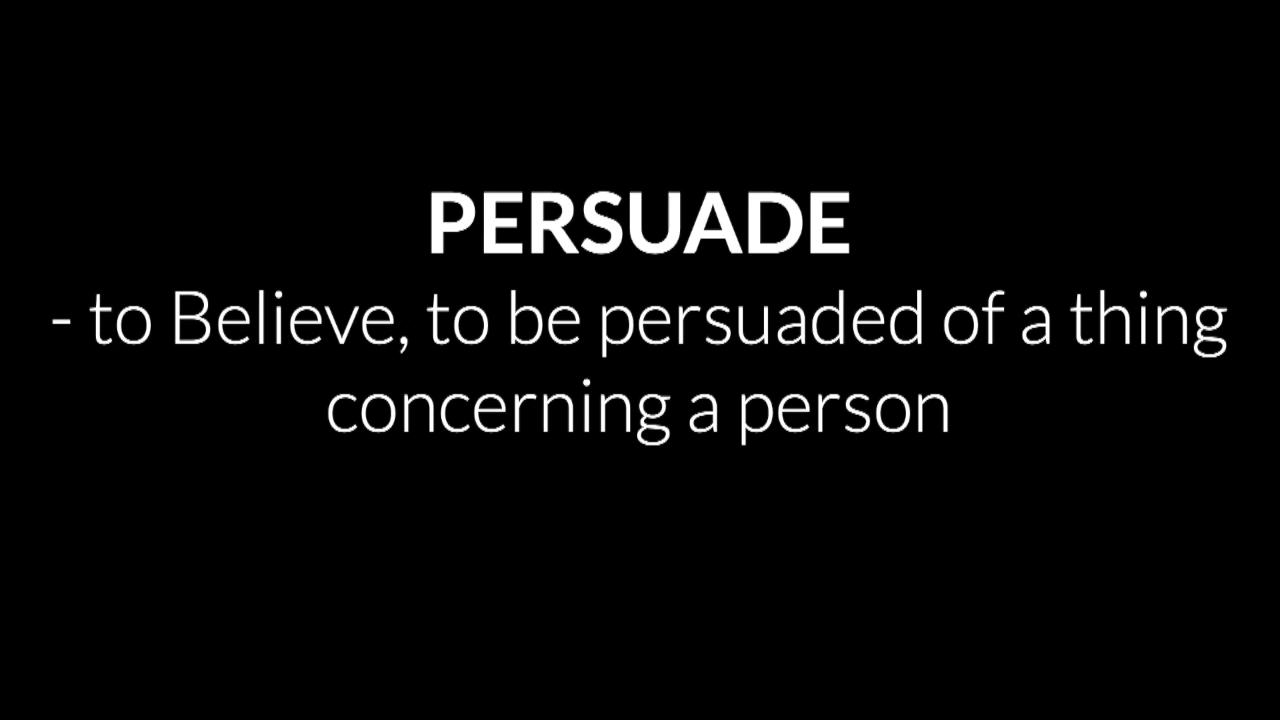 PERSUADE
- to Believe, to be persuaded of a thing
concerning a person